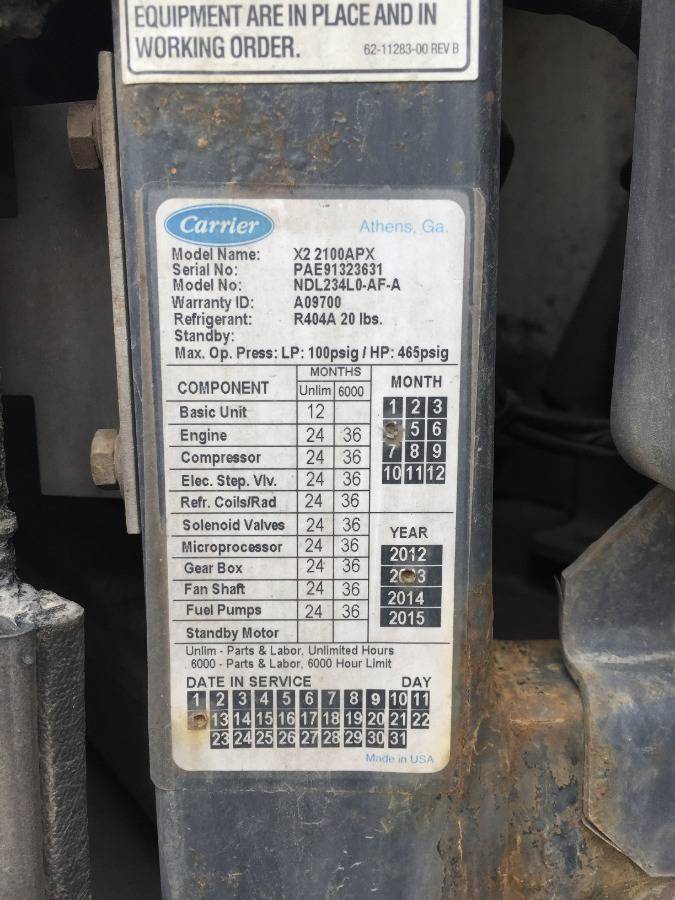 EQUIPMENT ARE IN PLACE AND IN
WORKING ORDER.
62-11283-00 REV B
Carrier
Athens, Ga.
Model Name: X2 2100APX
Serial No: PAE91323631
Model No: NDL234L0-AF-A
Warranty ID: A09700
Refrigerant: R404A 20 lbs.
Standby:
Max. Op. Press: LP: 100psig / HP: 465psig
MONTHS
COMPONENT Unlim 6000
Basic Unit 12
Engine 24 36
Compressor 24 36
Elec. Step. Vlv. 24 36
Refr. Coils/Rad 24 36
Solenoid Valves 24 36
Microprocessor 24 36
Gear Box 24 36
Fan Shaft 24 36
Fuel Pumps 24 36
Standby Motor
MONTH
1 2 3
5 6
7 8 9
10 11 12
YEAR
2012
2 3
2014
2015
Unlim - Parts & Labor, Unlimited Hours
6000 - Parts & Labor, 6000 Hour Limit
DATE IN SERVICE DAY
1 2 3 4 5 6 7 8 9 10 11
13 14 15 16 17 18 19 20 21 22
23 24 25 26 27 28 29 30 31
Made in USA